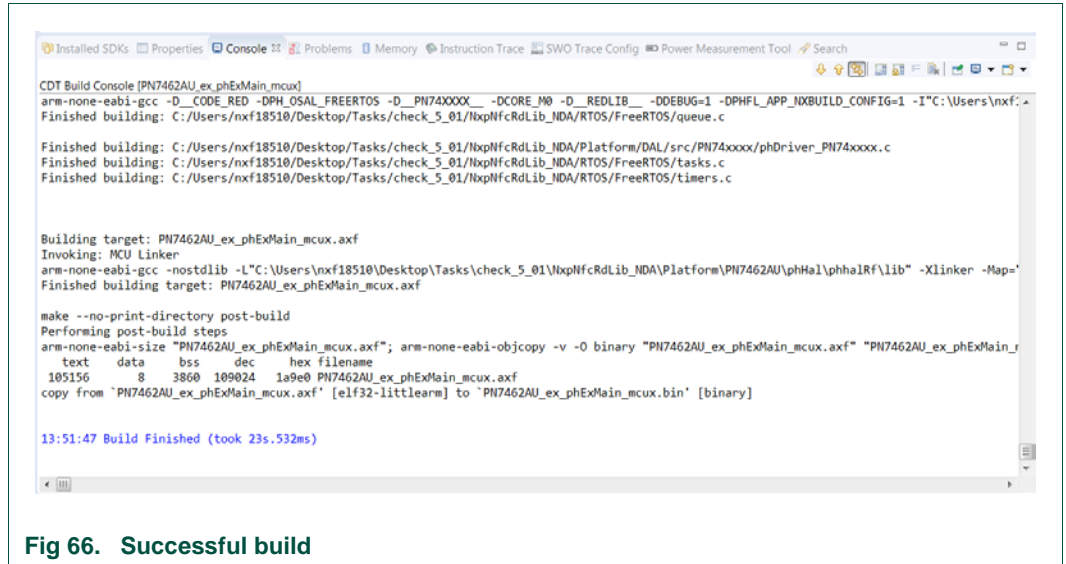 Installed SDKs Properties Console Problems Memory Instruction Trace SWO Trace Config Power Measurement Tool Search
CDT Build Console [PN7462AU_ex_phExMain_mcux]
arm-none-eabi-gcc -D__CODE_RED -DPH_OSAL_FREERTOS -D__PN74XXXX__ -DCORE_M0 -D__REDLIB__ -DDEBUG=1 -DPHFL_APP_NXBUILD_CONFIG=1 -I"C:\Users\nxf:
Finished building: C:/Users/nxf18510/Desktop/Tasks/check_5_01/NxpNfcRdLib_NDA/RTOS/FreeRTOS/queue.c
Finished building: C:/Users/nxf18510/Desktop/Tasks/check_5_01/NxpNfcRdLib_NDA/Platform/DAL/src/PN74xxxx/phDriver_PN74xxxx.c
Finished building: C:/Users/nxf18510/Desktop/Tasks/check_5_01/NxpNfcRdLib_NDA/RTOS/FreeRTOS/tasks.c
Finished building: C:/Users/nxf18510/Desktop/Tasks/check_5_01/NxpNfcRdLib_NDA/RTOS/FreeRTOS/timers.c
Building target: PN7462AU_ex_phExMain_mcux.axf
Invoking: MCU Linker
arm-none-eabi-gcc -nostdlib -L"C:\Users\nxf18510\Desktop\Tasks\check_5_01\NxpNfcRdLib_NDA\Platform\PN7462AU\phHal\phhalRf\lib" -Xlinker -Map="
Finished building target: PN7462AU_ex_phExMain_mcux.axf
make --no-print-directory post-build
Performing post-build steps
arm-none-eabi-size "PN7462AU_ex_phExMain_mcux.axf"; arm-none-eabi-objcopy -v -O binary "PN7462AU_ex_phExMain_mcux.axf" "PN7462AU_ex_phExMain_r
text data bss dec hex filename
105156 8 3860 109024 1a9e0 PN7462AU_ex_phExMain_mcux.axf
copy from `PN7462AU_ex_phExMain_mcux.axf' [elf32-littlearm] to `PN7462AU_ex_phExMain_mcux.bin' [binary]
13:51:47 Build Finished (took 23s.532ms)
Fig 66. Successful build